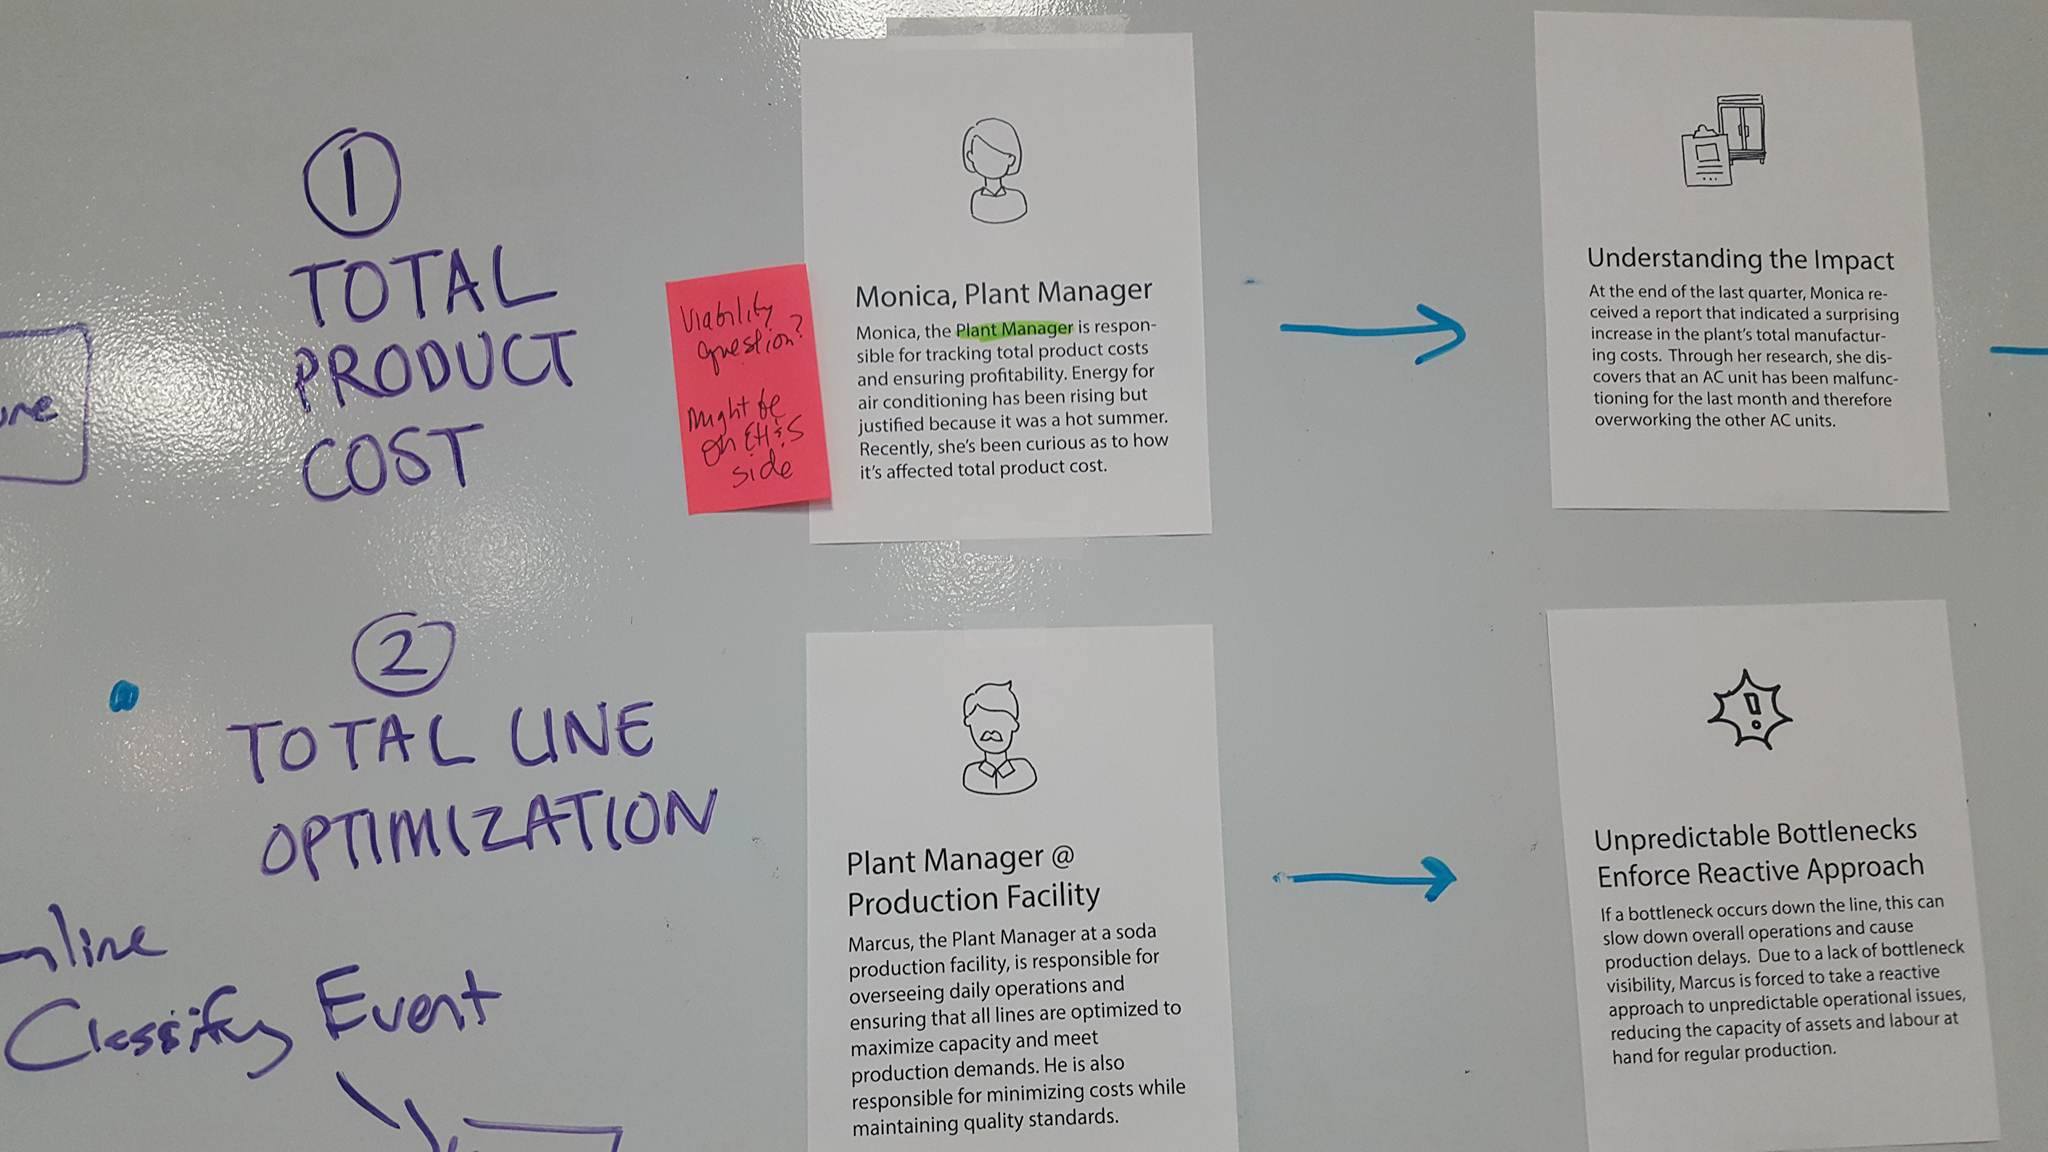 1
TOTAL
PRODUCT
COST
Viability
question?
Might be
on EH&S
side
Monica, Plant Manager
Monica, the Plant Manager is respon-
sible for tracking total product costs
and ensuring profitability. Energy for
air conditioning has been rising but
justified because it was a hot summer.
Recently, she's been curious as to how
it's affected total product cost.
Understanding the Impact
At the end of the last quarter, Monica re-
ceived a report that indicated a surprising
increase in the plant's total manufactur-
ing costs. Through her research, she dis-
covers that an AC unit has been malfunc-
tioning for the last month and therefore
overworking the other AC units.
2
TOTAL LINE
OPTIMIZATION
Classify Event
Plant Manager @
Production Facility
Marcus, the Plant Manager at a soda
production facility, is responsible for
overseeing daily operations and
ensuring that all lines are optimized to
maximize capacity and meet
production demands. He is also
responsible for minimizing costs while
maintaining quality standards.
!
Unpredictable Bottlenecks
Enforce Reactive Approach
If a bottleneck occurs down the line, this can
slow down overall operations and cause
production delays. Due to a lack of bottleneck
visibility, Marcus is forced to take a reactive
approach to unpredictable operational issues,
reducing the capacity of assets and labour at
hand for regular production.